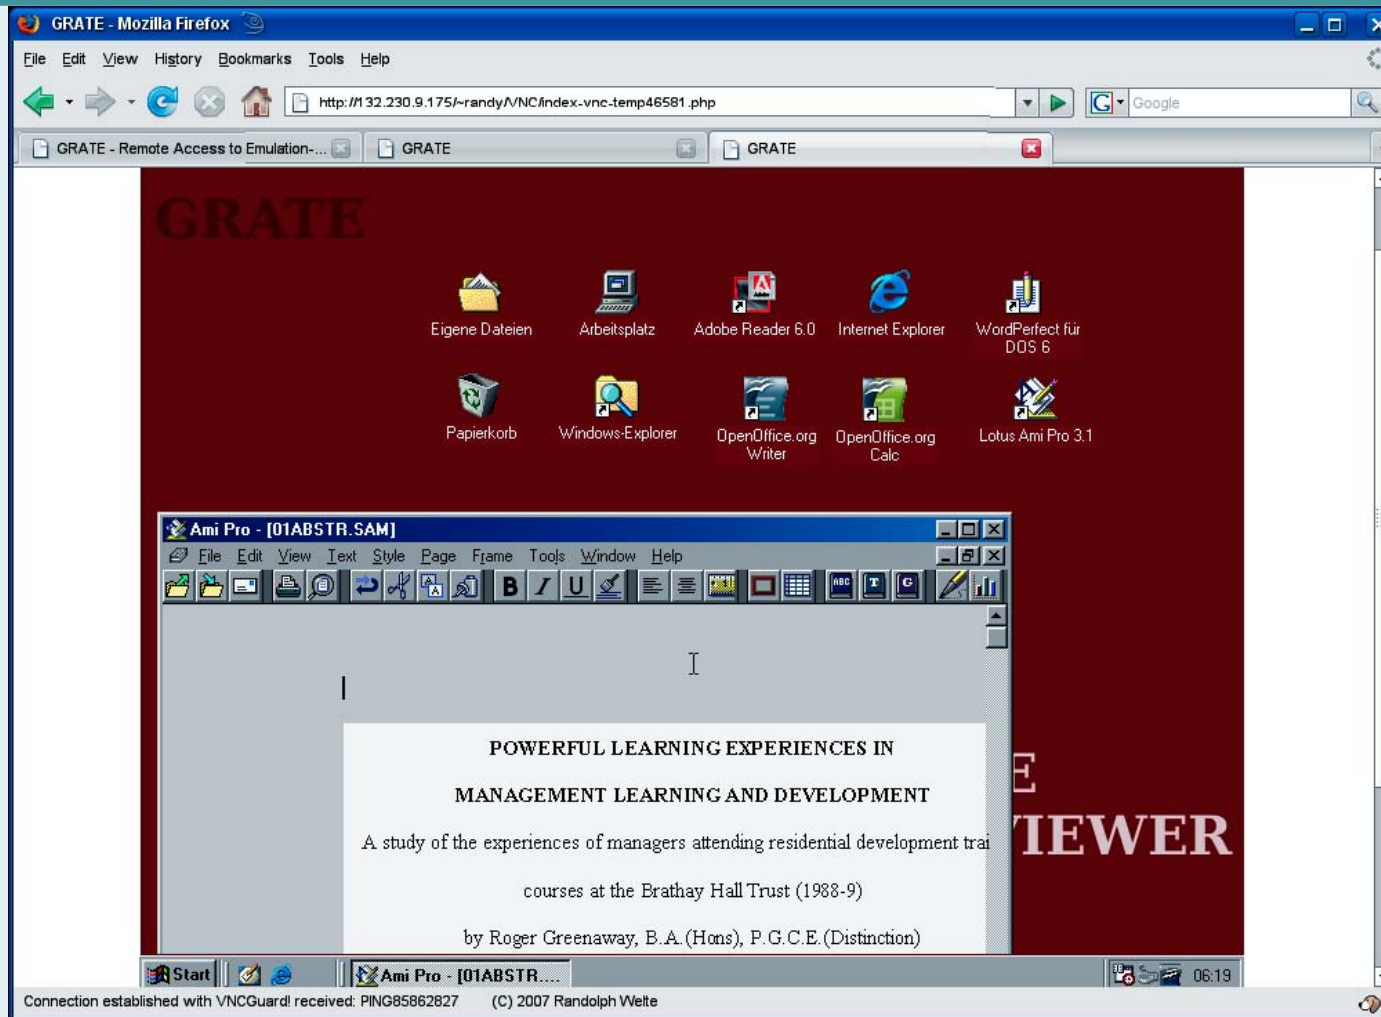 GRATE - Mozilla Firefox
File Edit View History Bookmarks Tools Help
http://132.230.9.175/~randy/VNC/index-vnc-temp46581.php
Google
GRATE - Remote Access to Emulation-... GRATE GRATE
GRATE
Eigene Dateien Arbeitsplatz Adobe Reader 6.0 Internet Explorer WordPerfect für
DOS 6
Papierkorb Windows-Explorer OpenOffice.org OpenOffice.org Lotus Ami Pro 3.1
Writer Calc
Ami Pro - [01ABSTR.SAM]
File Edit View Text Style Page Frame Tools Window Help
B I U ABC T G
POWERFUL LEARNING EXPERIENCES IN
MANAGEMENT LEARNING AND DEVELOPMENT
A study of the experiences of managers attending residential development trai
courses at the Brathay Hall Trust (1988-9)
by Roger Greenaway, B.A.(Hons), P.G.C.E.(Distinction)
E
VIEWER
Start Ami Pro - [01ABSTR.... 06:19
Connection established with VNCGuard! received: PING85862827 (C) 2007 Randolph Welte